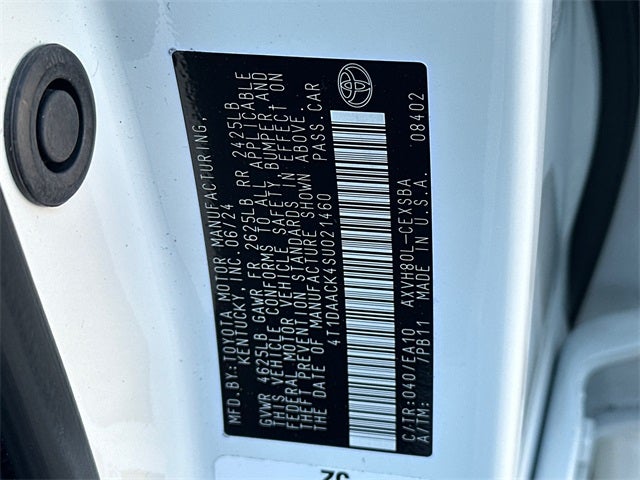 MFD. BY: TOYOTA MOTOR MANUFACTURING,
KENTUCKY, INC. 06/24
GVWR 4625LB GAWR FR 2625LB RR 2425LB
THIS VEHICLE CONFORMS TO ALL APPLICABLE
FEDERAL MOTOR VEHICLE SAFETY, BUMPER, AND
THEFT PREVENTION STANDARDS IN EFFECT ON
THE DATE OF MANUFACTURE SHOWN ABOVE.
4T1DAACK4SU021460 PASS. CAR
C/TR: 040/EA10 AXVH80L-CEXSBA
A/TM: /PB11 MADE IN U.S.A. 08402